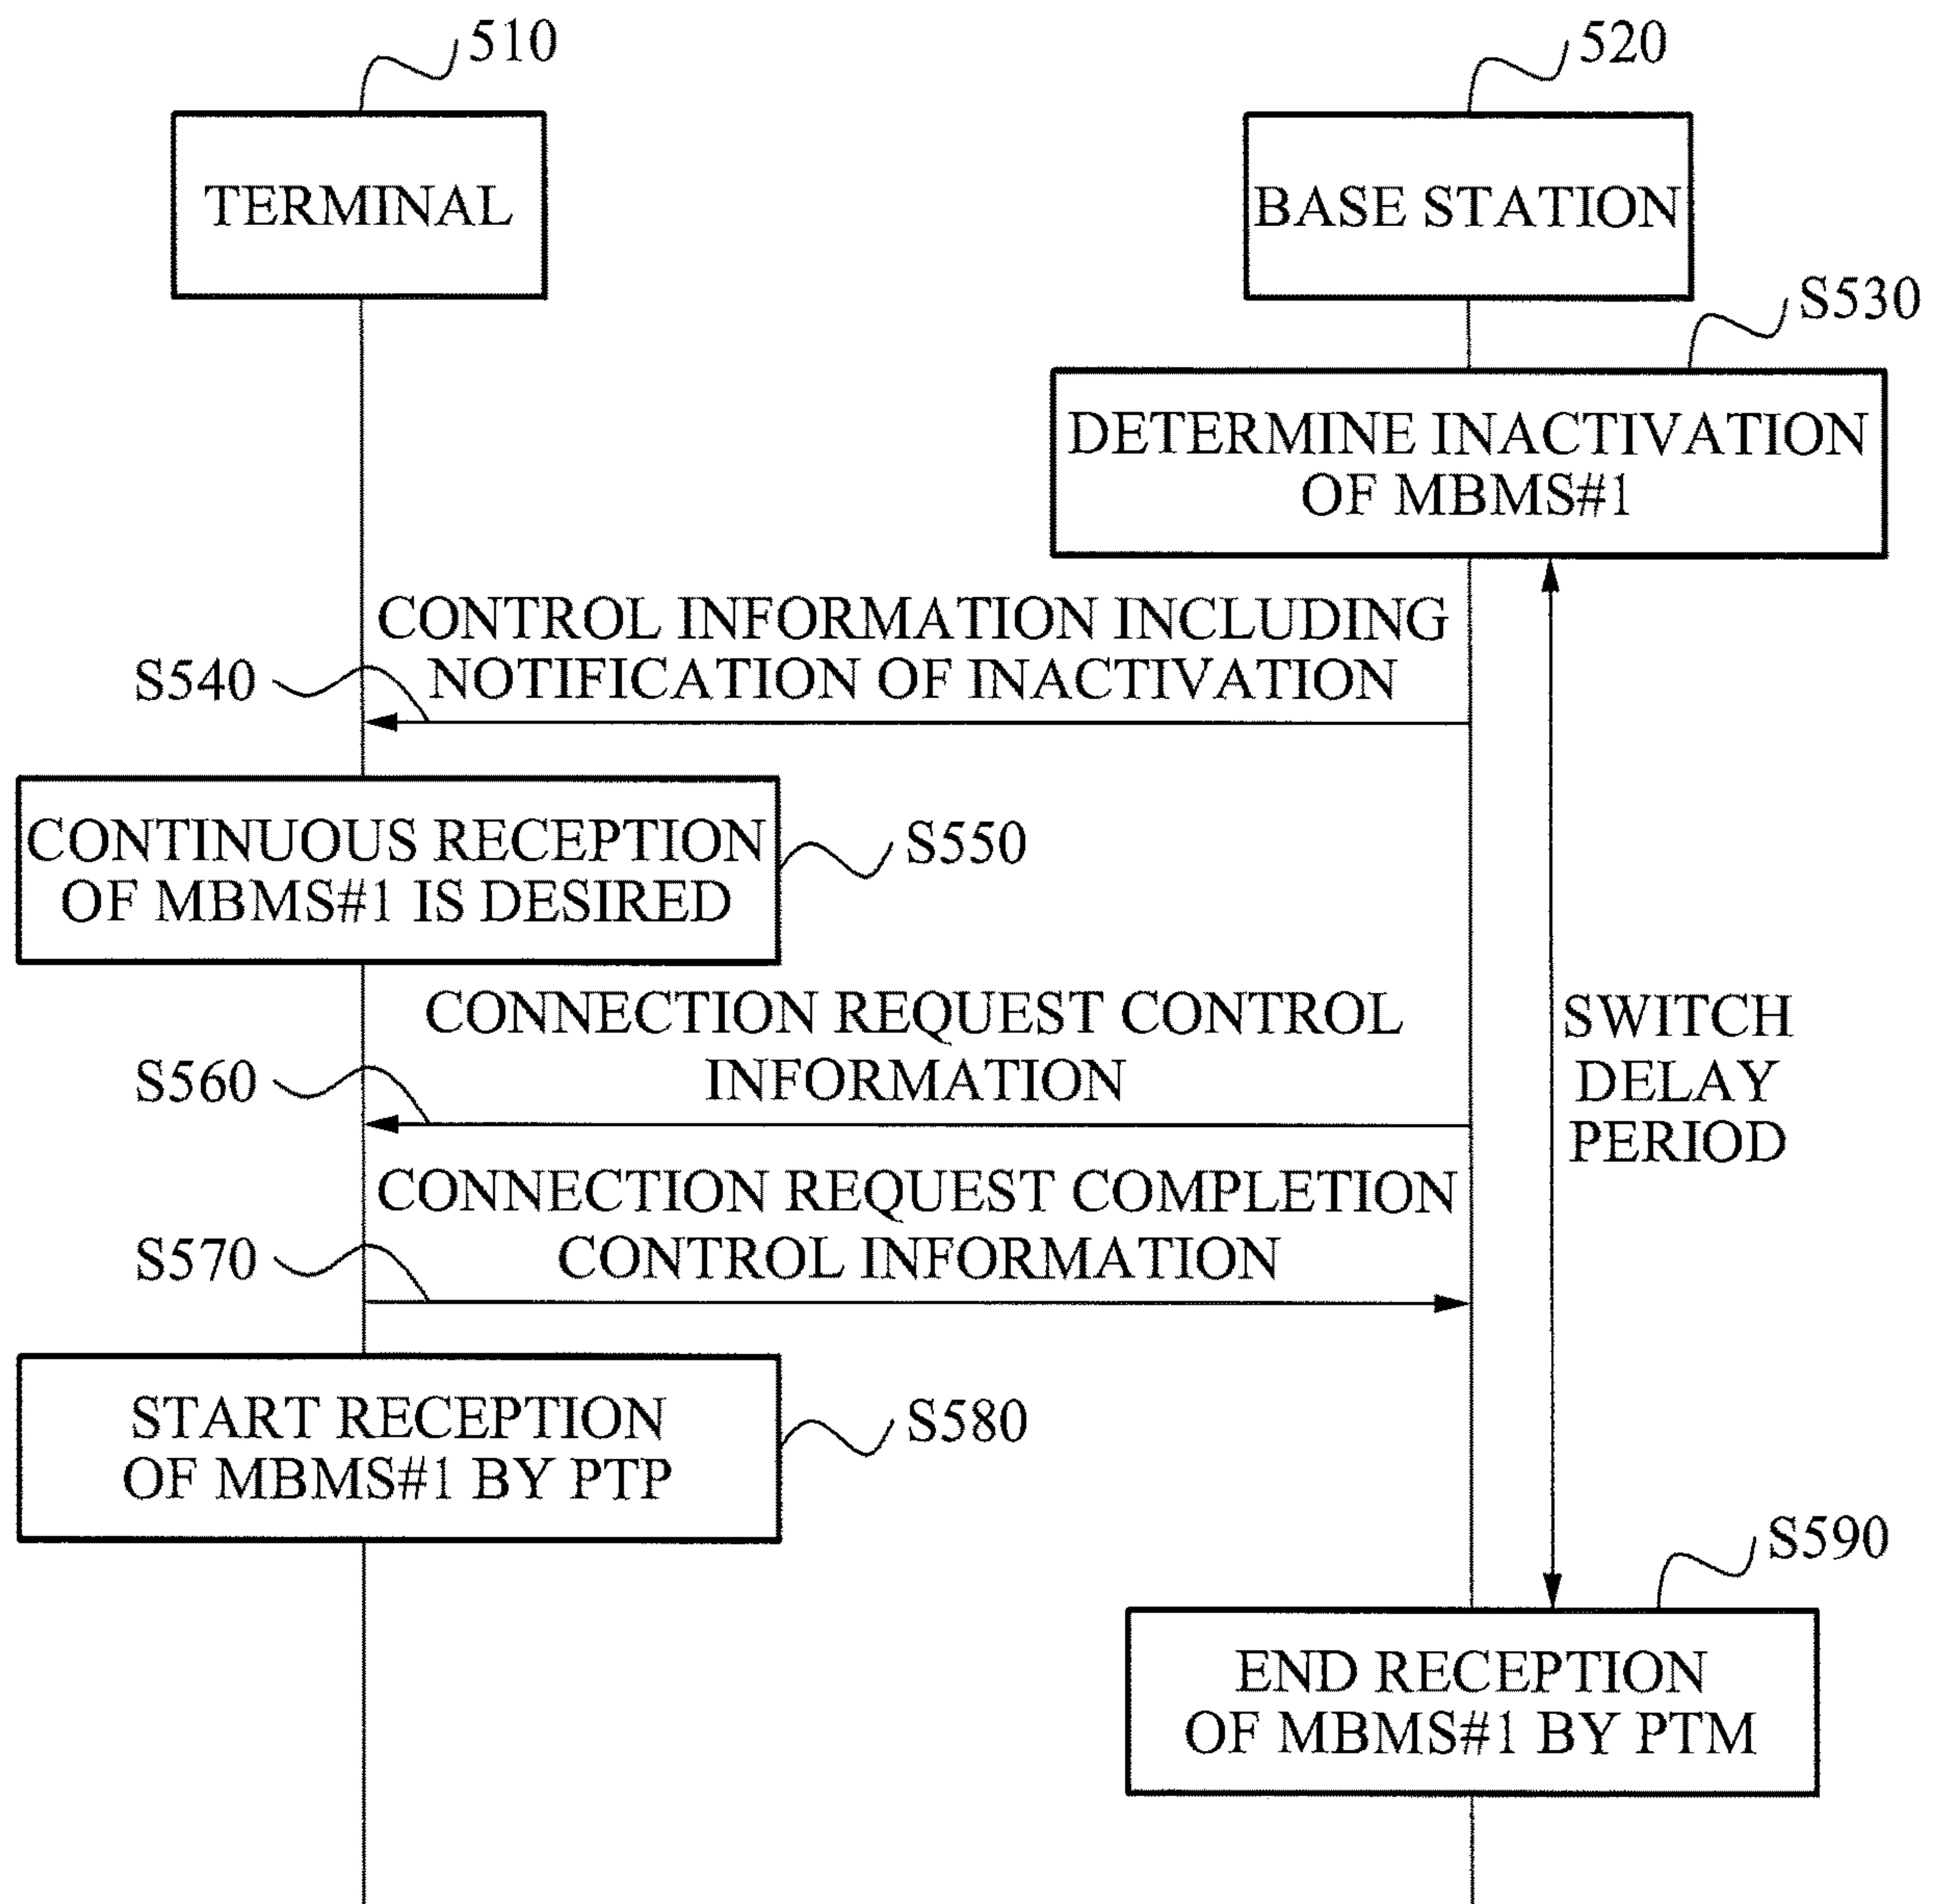 510
520
TERMINAL
BASE STATION
S530
DETERMINE INACTIVATION
OF MBMS#1
CONTROL INFORMATION INCLUDING
NOTIFICATION OF INACTIVATION
S540
CONTINUOUS RECEPTION
OF MBMS#1 IS DESIRED
S550
CONNECTION REQUEST CONTROL
INFORMATION
S560
SWITCH
DELAY
PERIOD
CONNECTION REQUEST COMPLETION
CONTROL INFORMATION
S570
START RECEPTION
OF MBMS#1 BY PTP
S580
S590
END RECEPTION
OF MBMS#1 BY PTM